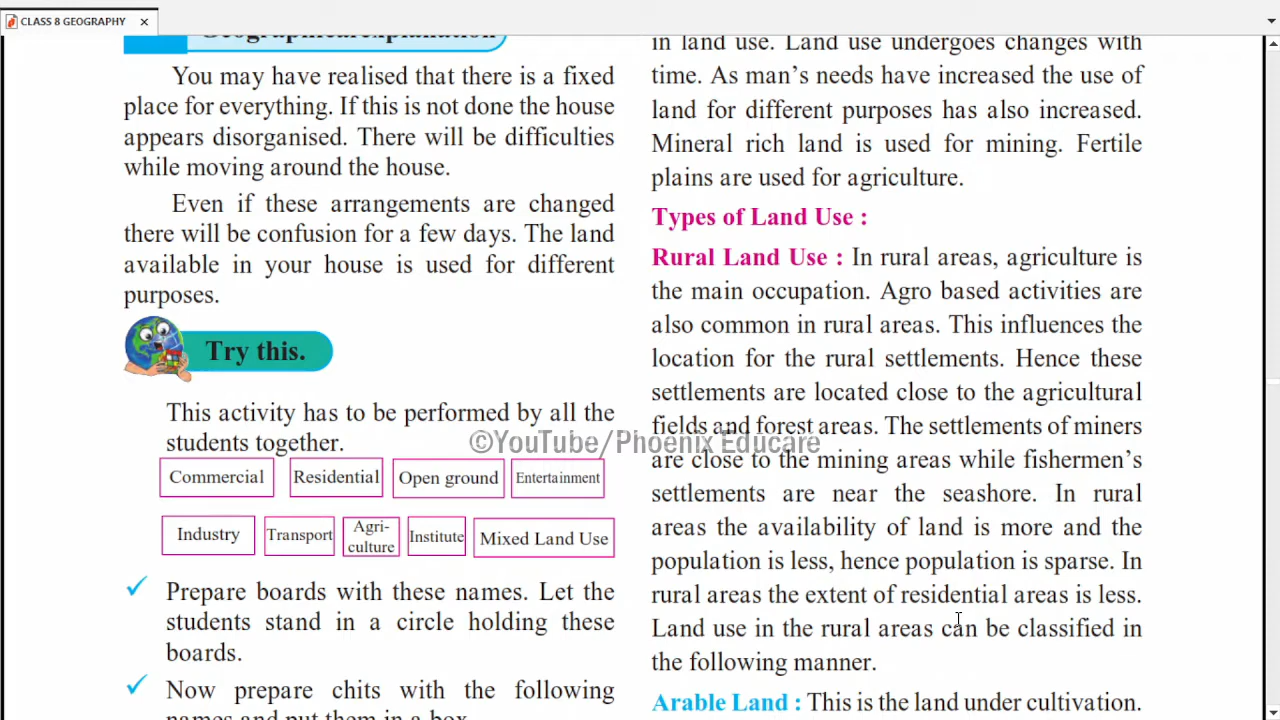 CLASS 8 GEOGRAPHY
Geographical explanation
You may have realised that there is a fixed
place for everything. If this is not done the house
appears disorganised. There will be difficulties
while moving around the house.
Even if these arrangements are changed
there will be confusion for a few days. The land
available in your house is used for different
purposes.
Try this.
This activity has to be performed by all the
students together.
Commercial
Residential
Open ground
Entertainment
Industry
Transport
Agri-
culture
Institute
Mixed Land Use
Prepare boards with these names. Let the
students stand in a circle holding these
boards.
Now prepare chits with the following
names and put them in a box.
in land use. Land use undergoes changes with
time. As man’s needs have increased the use of
land for different purposes has also increased.
Mineral rich land is used for mining. Fertile
plains are used for agriculture.
Types of Land Use :
Rural Land Use : In rural areas, agriculture is
the main occupation. Agro based activities are
also common in rural areas. This influences the
location for the rural settlements. Hence these
settlements are located close to the agricultural
fields and forest areas. The settlements of miners
are close to the mining areas while fishermen’s
settlements are near the seashore. In rural
areas the availability of land is more and the
population is less, hence population is sparse. In
rural areas the extent of residential areas is less.
Land use in the rural areas can be classified in
the following manner.
Arable Land : This is the land under cultivation.
©YouTube/Phoenix Educare